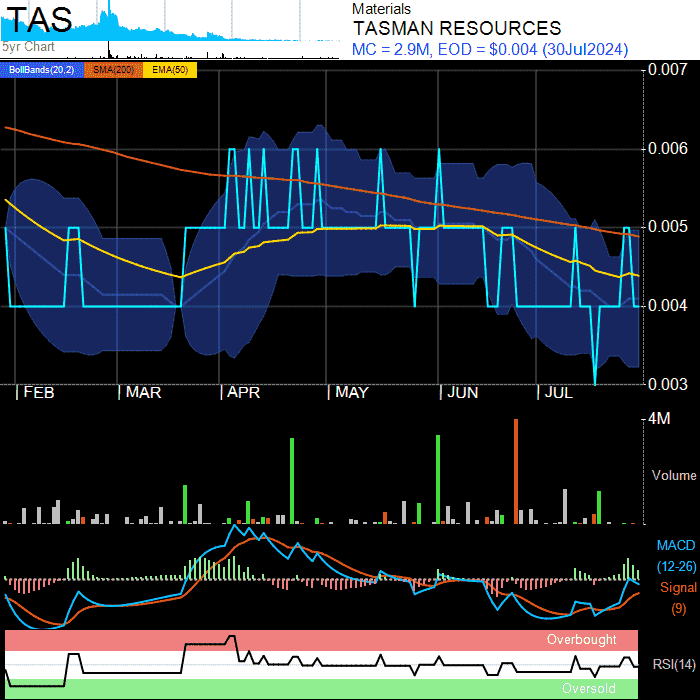 TAS
5yr Chart
Materials
TASMAN RESOURCES
MC = 2.9M, EOD = $0.004 (30Jul2024)
BollBands(20,2) SMA(200) EMA(50)
0.007
0.006
0.005
0.004
0.003
FEB MAR APR MAY JUN JUL
4M
Volume
MACD
(12-26)
Signal
(9)
Overbought
RSI(14)
Oversold